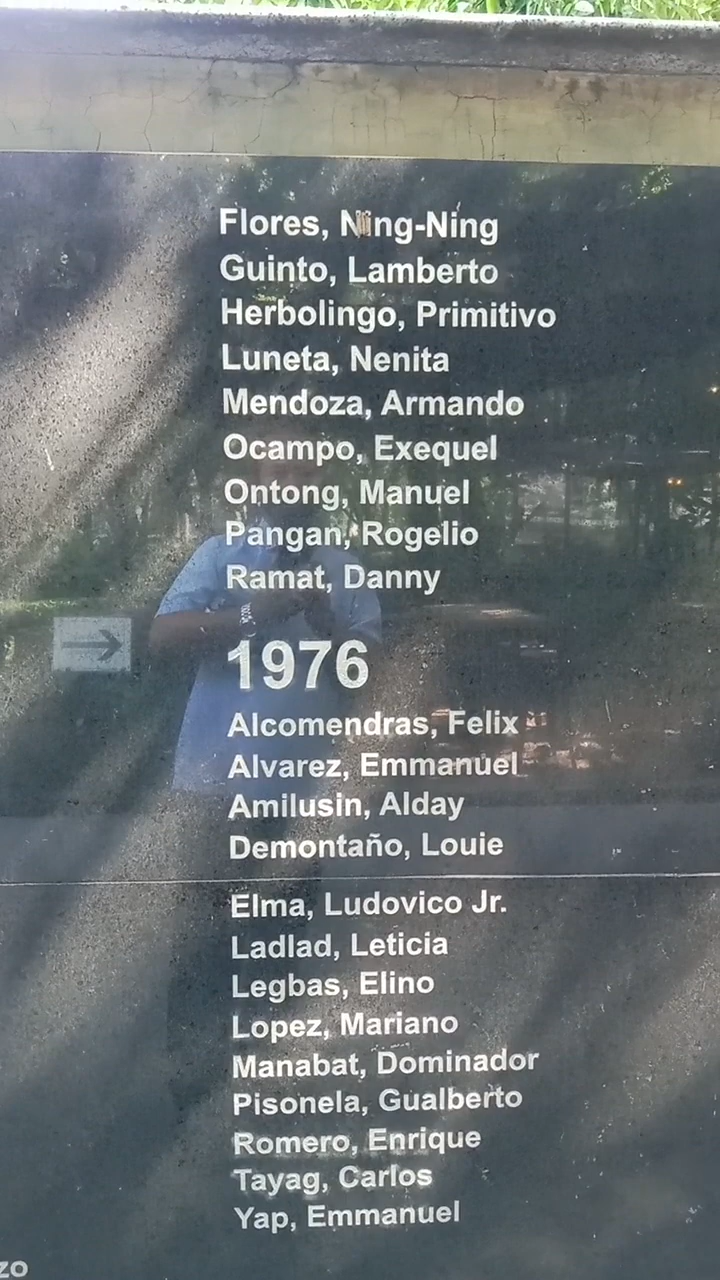 Flores, Ning-Ning
Guinto, Lamberto
Herbolingo, Primitivo
Luneta, Nenita
Mendoza, Armando
Ocampo, Exequel
Ontong, Manuel
Pangan, Rogelio
Ramat, Danny
1976
Alcomendras, Felix
Alvarez, Emmanuel
Amilusin, Alday
Demontaño, Louie
Elma, Ludovico Jr.
Ladlad, Leticia
Legbas, Elino
Lopez, Mariano
Manabat, Dominador
Pisonela, Gualberto
Romero, Enrique
Tayag, Carlos
Yap, Emmanuel